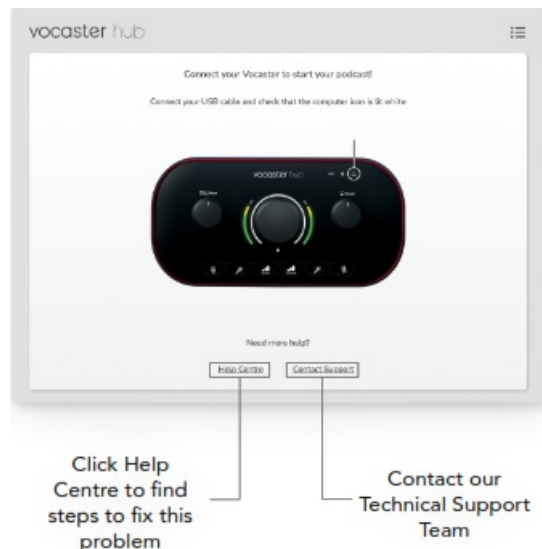 vocaster hub
Connect your Vocaster to start your podcast!
Connect your USB cable and check that the computer icon is lit white
vocaster
Need more help?
Help Centre
Contact Support
Click Help
Centre to find
steps to fix this
problem
Contact our
Technical Support
Team